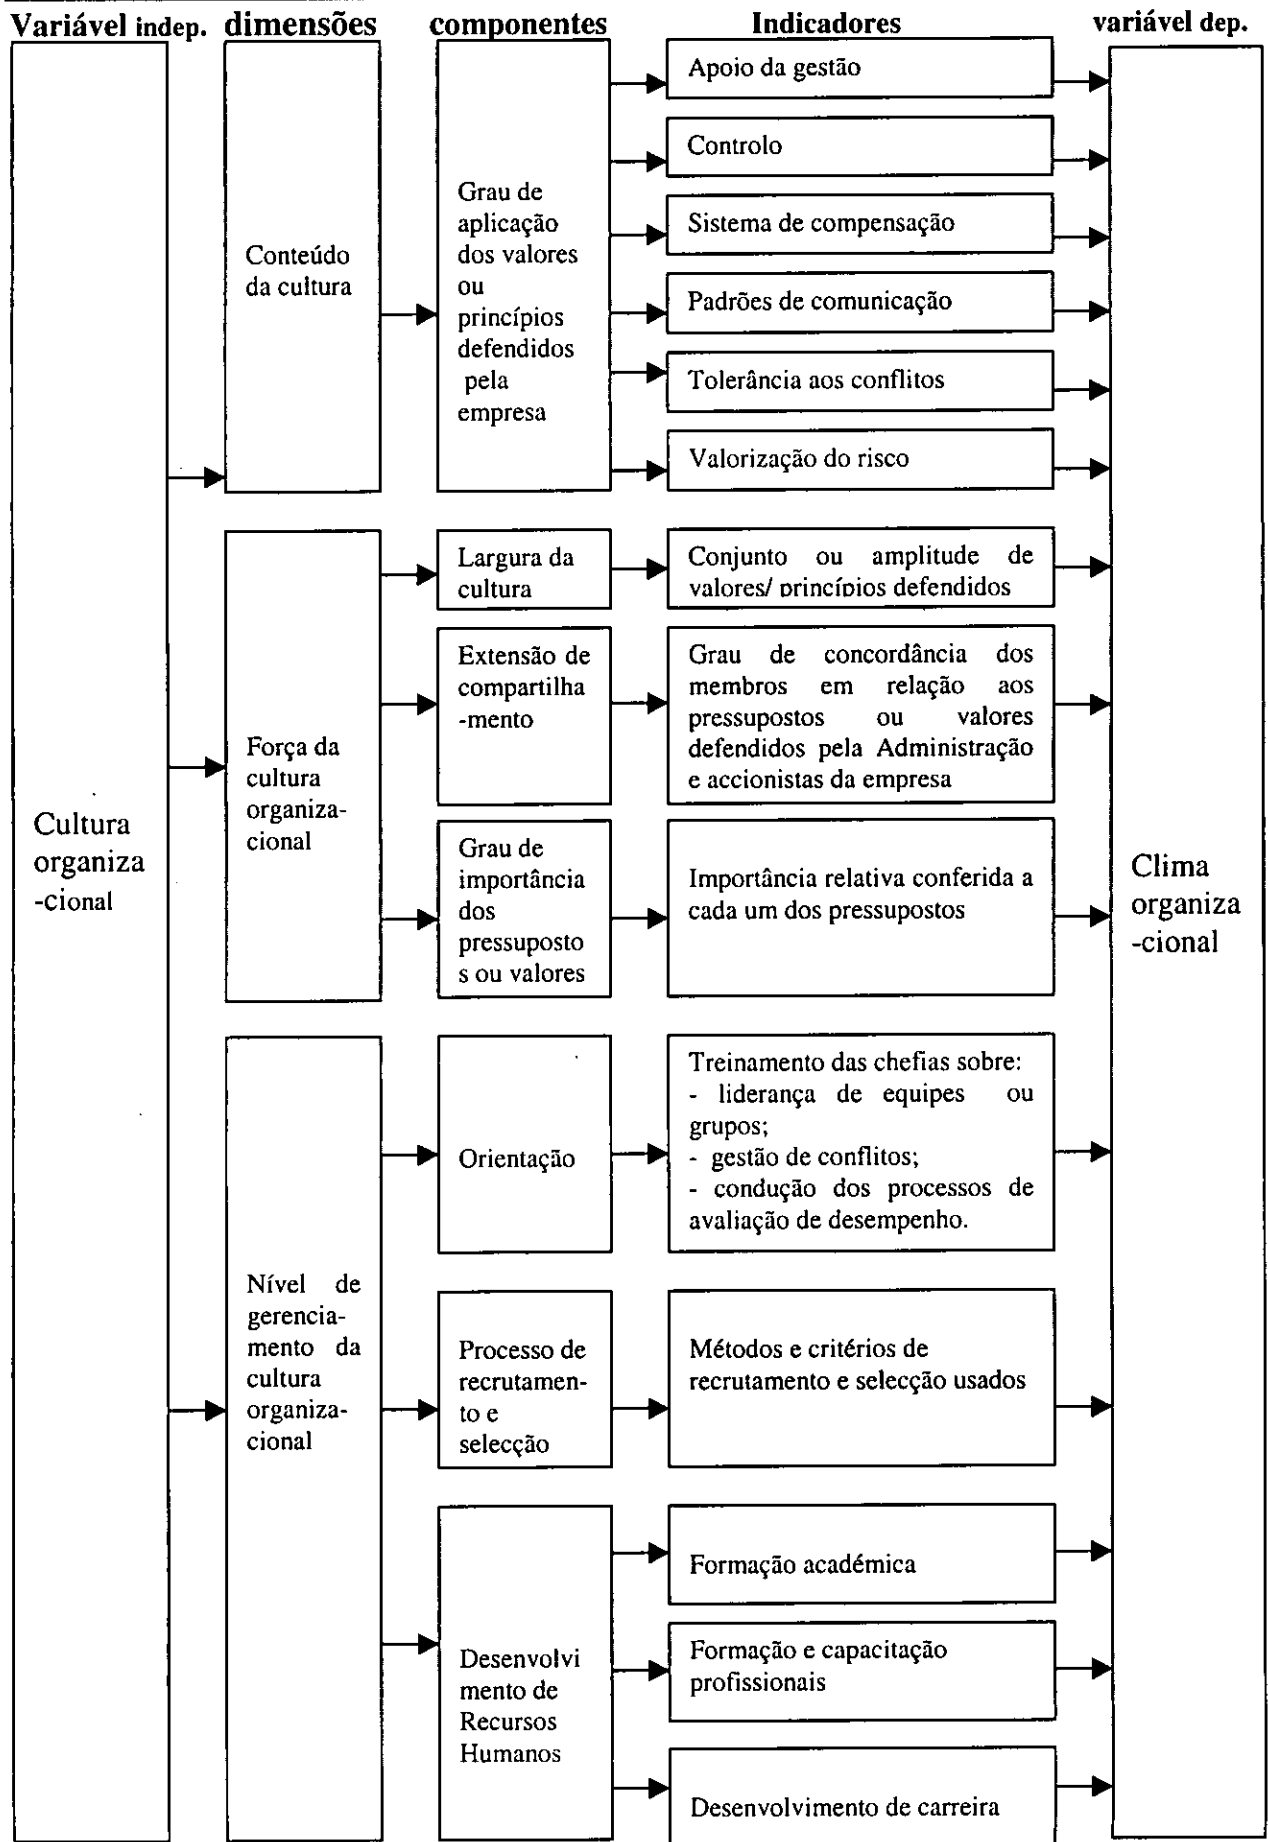 Variável indep. dimensões componentes Indicadores variável dep.
Cultura
organiza
-cional
Conteúdo
da cultura
Grau de
aplicação
dos valores
ou
princípios
defendidos
pela
empresa
Apoio da gestão
Controlo
Sistema de compensação
Padrões de comunicação
Tolerância aos conflitos
Valorização do risco
Força da
cultura
organiza-
cional
Largura da
cultura
Conjunto ou amplitude de
valores/ princípios defendidos
Extensão de
compartilha
-mento
Grau de concordância dos
membros em relação aos
pressupostos ou valores
defendidos pela Administração
e accionistas da empresa
Grau de
importância
dos
pressuposto
s ou valores
Importância relativa conferida a
cada um dos pressupostos
Nível de
gerencia-
mento da
cultura
organiza-
cional
Orientação
Treinamento das chefias sobre:
- liderança de equipes ou
grupos;
- gestão de conflitos;
- condução dos processos de
avaliação de desempenho.
Processo de
recrutamen-
to e
selecção
Métodos e critérios de
recrutamento e selecção usados
Desenvolvi
mento de
Recursos
Humanos
Formação académica
Formação e capacitação
profissionais
Desenvolvimento de carreira
Clima
organiza
-cional